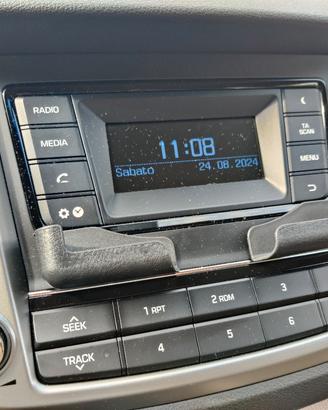 RADIO
MEDIA
11:08
Sabato 24.08.2024
TA
SCAN
MENU
SEEK
TRACK
1 RPT
2 RDM
3
4
5
6